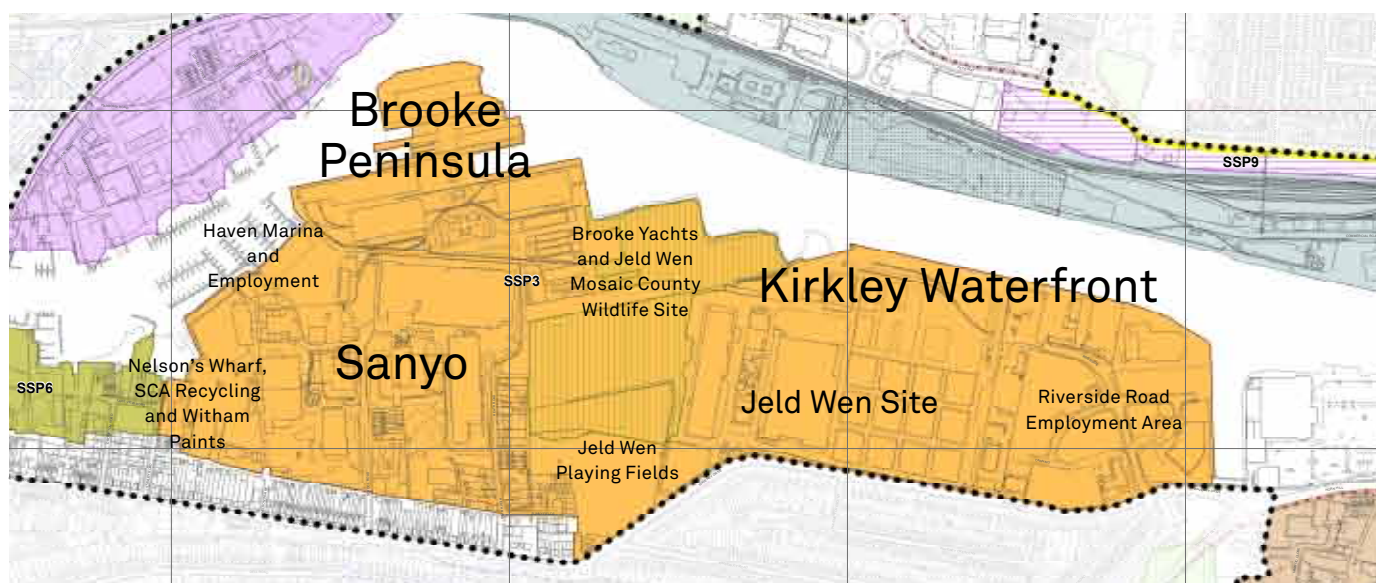 Brooke
Peninsula
SSP9
Haven Marina
and
Employment
Brooke Yachts
and Jeld Wen
Mosaic County
Wildlife Site
SSP3
Kirkley Waterfront
Sanyo
SSP6
Nelson's Wharf,
SCA Recycling
and Witham
Paints
Jeld Wen Site
Riverside Road
Employment Area
Jeld Wen
Playing Fields